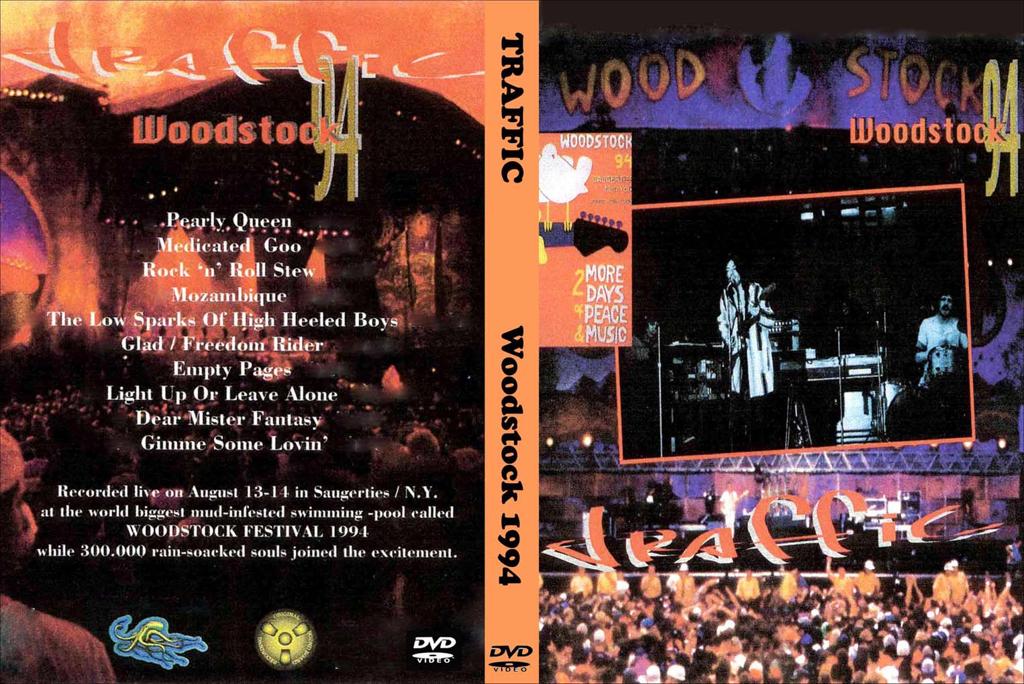 Traffic
94
Woodstock
Pearly Queen
Medicated Goo
Rock 'n' Roll Stew
Mozambique
The Low Sparks Of High Heeled Boys
Glad / Freedom Rider
Empty Pages
Light Up Or Leave Alone
Dear Mister Fantasy
Gimme Some Lovin'
Recorded live on August 13-14 in Saugerties / N.Y.
at the world biggest mud-infested swimming -pool called
WOODSTOCK FESTIVAL 1994
while 300.000 rain-soacked souls joined the excitement.
DVD
VIDEO
TRAFFIC
Woodstock 1994
DVD
VIDEO
WOOD STOCK
94
Woodstock
WOODSTOCK
94
2 MORE
DAYS
of PEACE
& MUSIC
Traffic